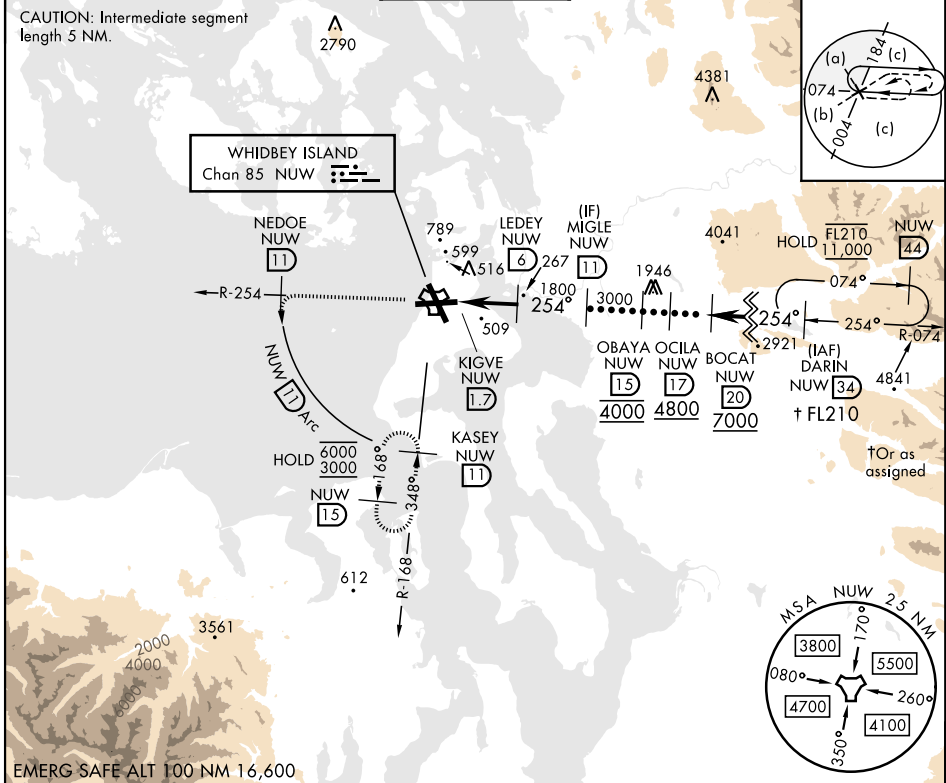 CAUTION: Intermediate segment
length 5 NM.
2790
4381
184
(a)
(c)
074
(b)
(c)
004
WHIDBEY ISLAND
Chan 85 NUW
NEDOE
NUW
11
789
599
516
LEDEY
NUW
6
267
(IF)
MIGLE
NUW
11
4041
HOLD
FL210
11,000
NUW
44
R-254
1800
254°
3000
1946
074°
254°
254°
R-074
509
2921
KIGVE
NUW
1.7
OBAYA
NUW
15
4000
OCILA
NUW
17
4800
BOCAT
NUW
20
7000
(IAF)
DARIN
NUW 34
† FL210
4841
NUW 11 Arc
†Or as
assigned
HOLD
6000
3000
168°
348°
KASEY
NUW
11
NUW
15
R-168
612
3561
2000
4000
6000
MSA NUW 25 NM
170°
3800
5500
080°
260°
4700
4100
350°
EMERG SAFE ALT 100 NM 16,600